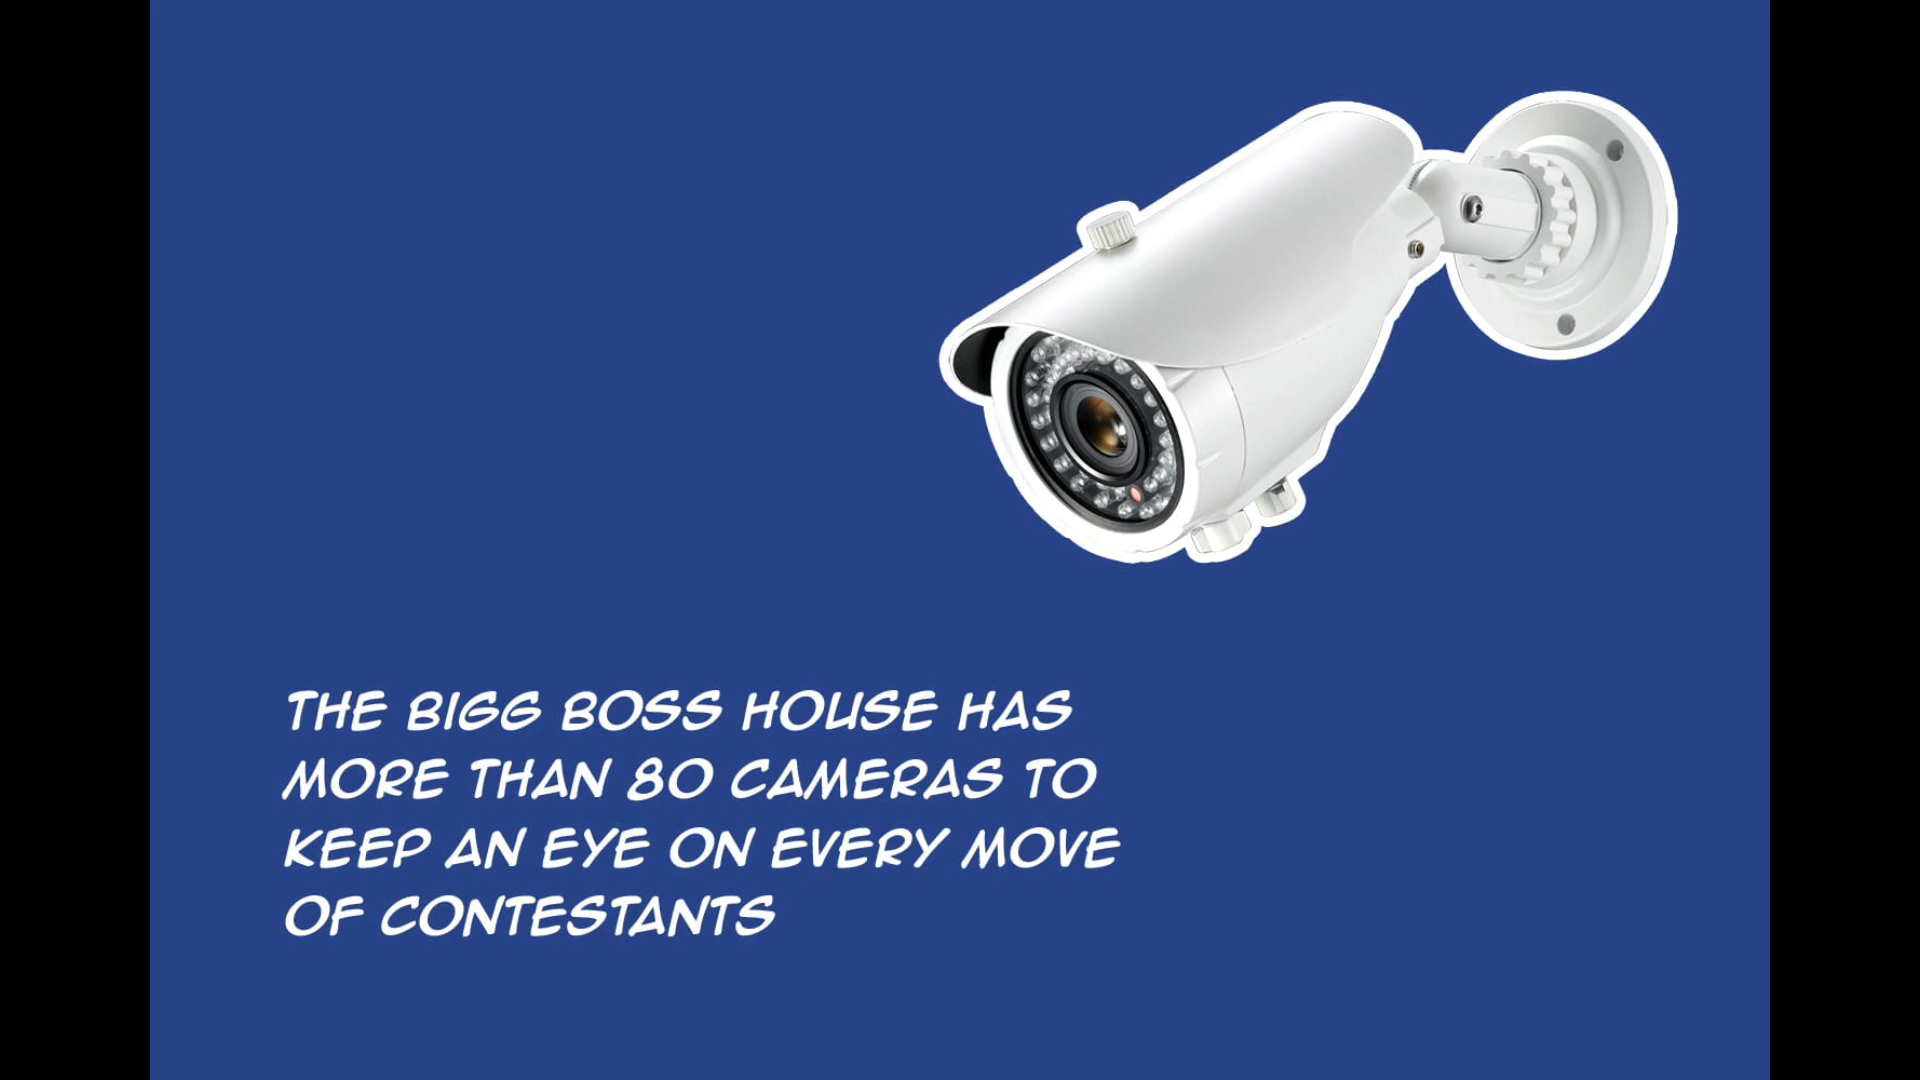 THE BIGG BOSS HOUSE HAS
MORE THAN 80 CAMERAS TO
KEEP AN EYE ON EVERY MOVE
OF CONTESTANTS